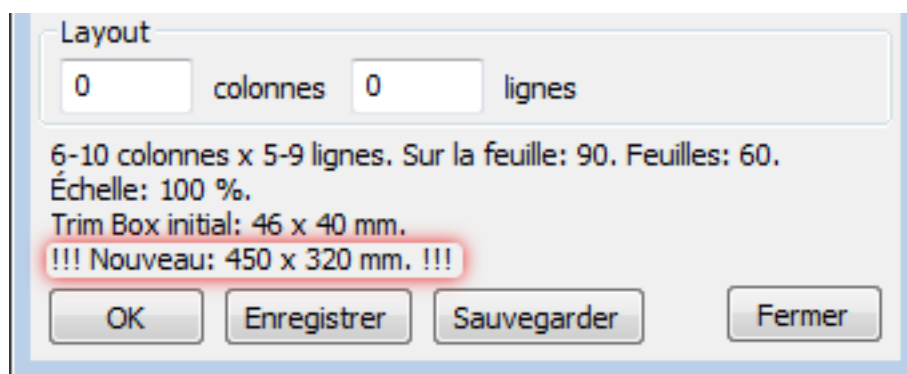 Layout
0 colonnes 0 lignes
6-10 colonnes x 5-9 lignes. Sur la feuille: 90. Feuilles: 60.
Échelle: 100 %.
Trim Box initial: 46 x 40 mm.
!!! Nouveau: 450 x 320 mm. !!!
OK Enregistrer Sauvegarder Fermer